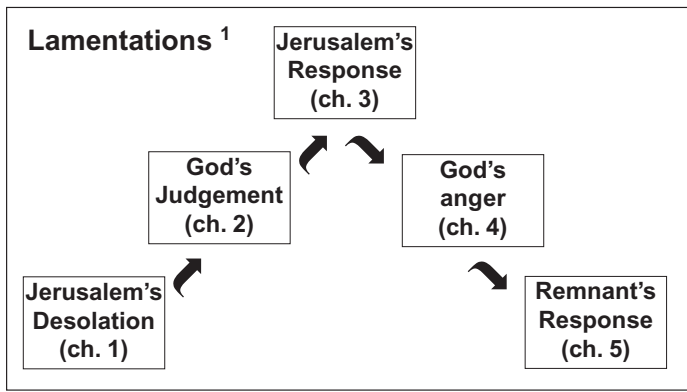 Lamentations 1
Jerusalem's
Response
(ch. 3)
God's
Judgement
(ch. 2)
God's
anger
(ch. 4)
Jerusalem's
Desolation
(ch. 1)
Remnant's
Response
(ch. 5)